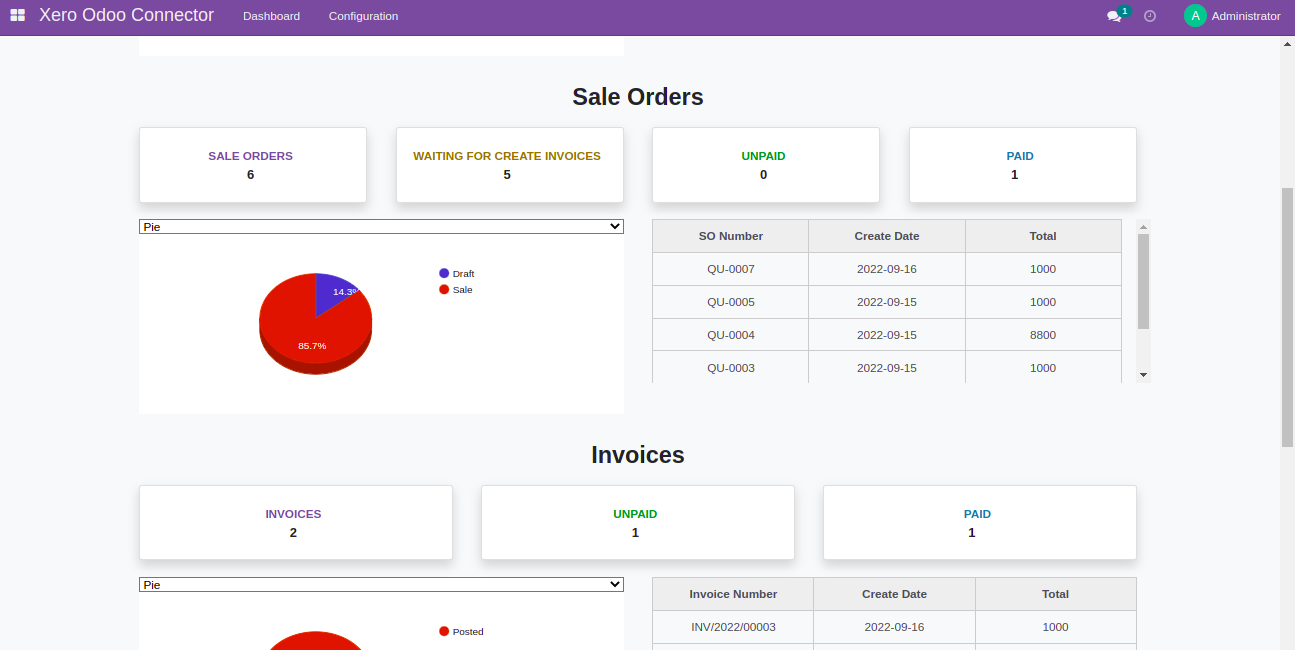 Xero Odoo Connector Dashboard Configuration 1 A Administrator
Sale Orders
SALE ORDERS
6
WAITING FOR CREATE INVOICES
5
UNPAID
0
PAID
1
Pie
Draft
Sale
14.3%
85.7%
SO Number Create Date Total
QU-0007 2022-09-16 1000
QU-0005 2022-09-15 1000
QU-0004 2022-09-15 8800
QU-0003 2022-09-15 1000
Invoices
INVOICES
2
UNPAID
1
PAID
1
Pie
Posted
Invoice Number Create Date Total
INV/2022/00003 2022-09-16 1000